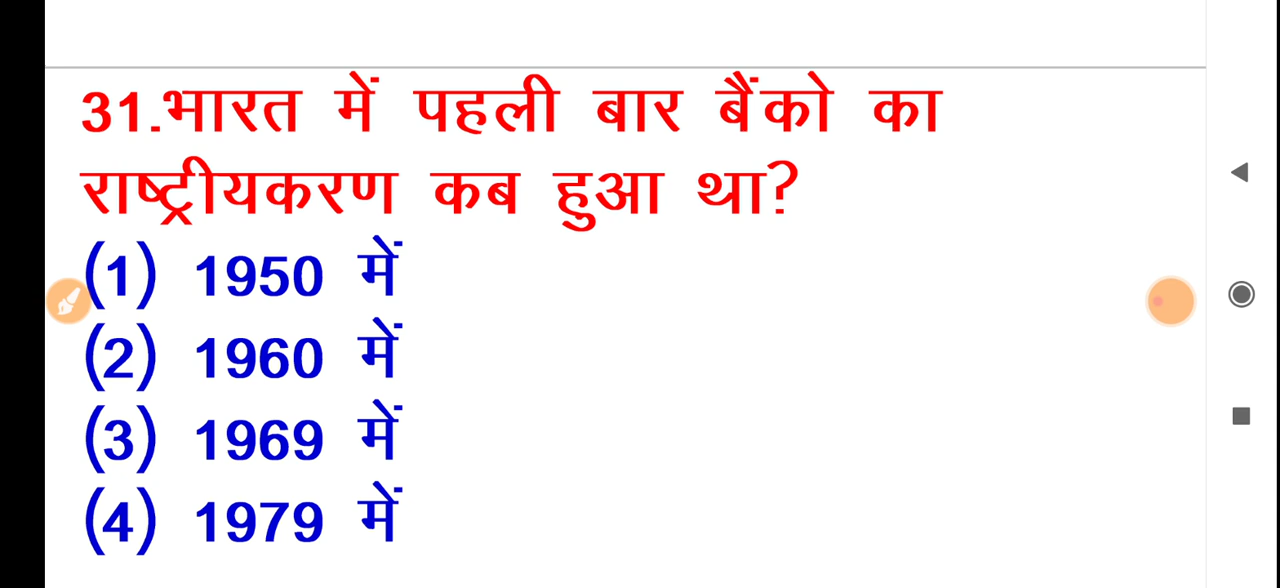 31.भारत में पहली बार बैंको का
राष्ट्रीयकरण कब हुआ था?
(1) 1950 में
(2) 1960 में
(3) 1969 में
(4) 1979 में